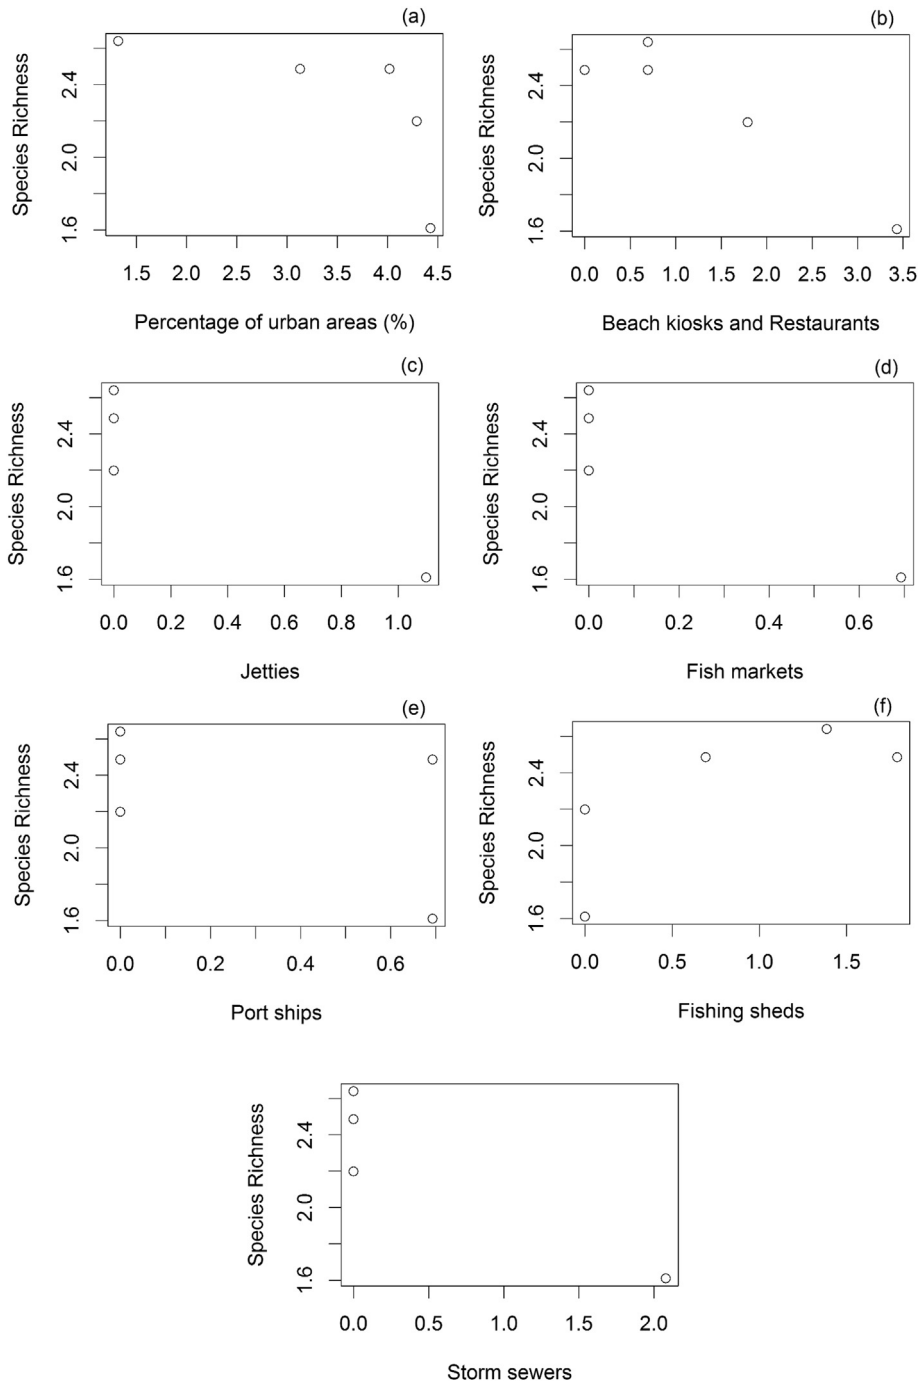 (a)
Species Richness
2.4
2.0
1.6
1.5 2.0 2.5 3.0 3.5 4.0 4.5
Percentage of urban areas (%)
(b)
Species Richness
2.4
2.0
1.6
0.0 0.5 1.0 1.5 2.0 2.5 3.0 3.5
Beach kiosks and Restaurants
(c)
Species Richness
2.4
2.0
1.6
0.0 0.2 0.4 0.6 0.8 1.0
Jetties
(d)
Species Richness
2.4
2.0
1.6
0.0 0.2 0.4 0.6
Fish markets
(e)
Species Richness
2.4
2.0
1.6
0.0 0.2 0.4 0.6
Port ships
(f)
Species Richness
2.4
2.0
1.6
0.0 0.5 1.0 1.5
Fishing sheds
Species Richness
2.4
2.0
1.6
0.0 0.5 1.0 1.5 2.0
Storm sewers